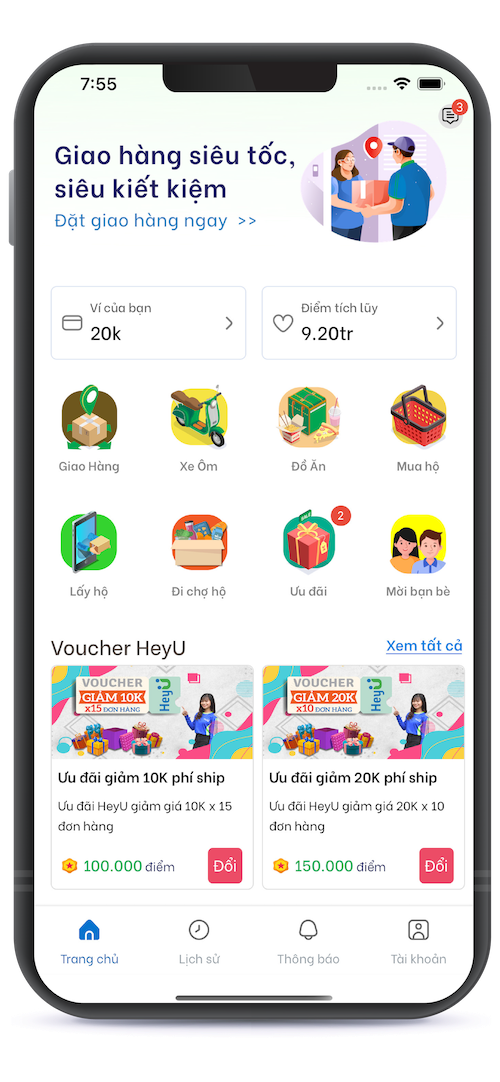 7:55
3
Giao hàng siêu tốc,
siêu kiết kiệm
Đặt giao hàng ngay >>
Ví của bạn
20k
Điểm tích lũy
9.20tr
Giao Hàng
Xe Ôm
Đồ Ăn
Mua hộ
2
SALE
Lấy hộ
Đi chợ hộ
Ưu đãi
Mời bạn bè
Voucher HeyU
Xem tất cả
VOUCHER
GIẢM 10K
x15 ĐƠN HÀNG
HeyU
VOUCHER
GIẢM 20K
x10 ĐƠN HÀNG
HeyU
Ưu đãi giảm 10K phí ship
Ưu đãi HeyU giảm giá 10K x 15
đơn hàng
100.000 điểm
Đổi
Ưu đãi giảm 20K phí ship
Ưu đãi HeyU giảm giá 20K x 10
đơn hàng
150.000 điểm
Đổi
Trang chủ
Lịch sử
Thông báo
Tài khoản